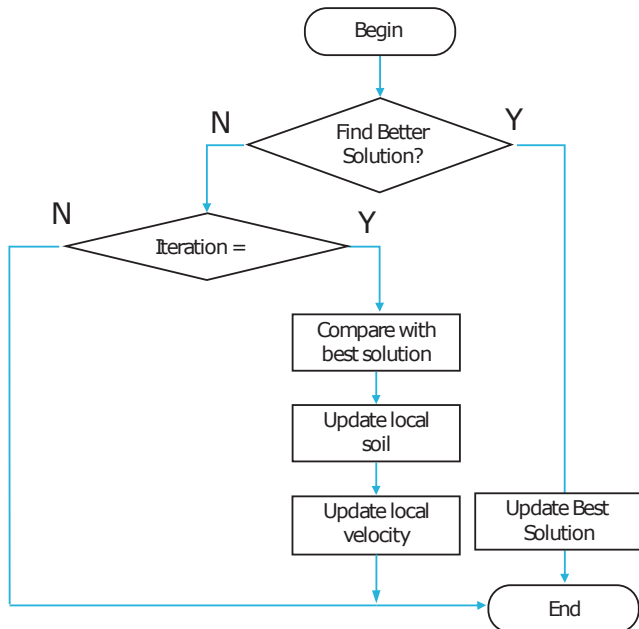 Begin
Find Better
Solution?
N
Y
N
Y
Iteration =
Compare with
best solution
Update local
soil
Update local
velocity
Update Best
Solution
End